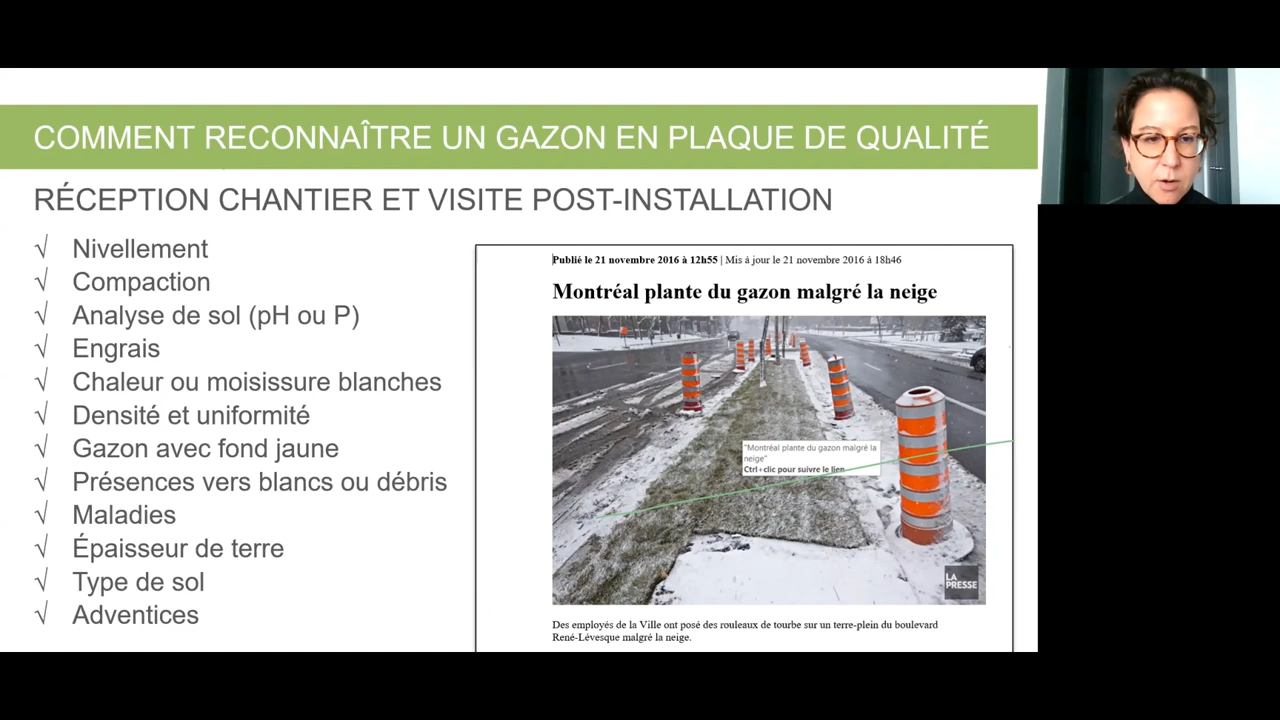 COMMENT RECONNAÎTRE UN GAZON EN PLAQUE DE QUALITÉ
RÉCEPTION CHANTIER ET VISITE POST-INSTALLATION
√ Nivellement
√ Compaction
√ Analyse de sol (pH ou P)
√ Engrais
√ Chaleur ou moisissure blanches
√ Densité et uniformité
√ Gazon avec fond jaune
√ Présences vers blancs ou débris
√ Maladies
√ Épaisseur de terre
√ Type de sol
√ Adventices
Publié le 21 novembre 2016 à 12h55 | Mis à jour le 21 novembre 2016 à 18h46
Montréal plante du gazon malgré la neige
"Montréal plante du gazon malgré la
neige"
Ctrl+clic pour suivre le lien
LA
PRESSE
Des employés de la Ville ont posé des rouleaux de tourbe sur un terre-plein du boulevard
René-Lévesque malgré la neige.